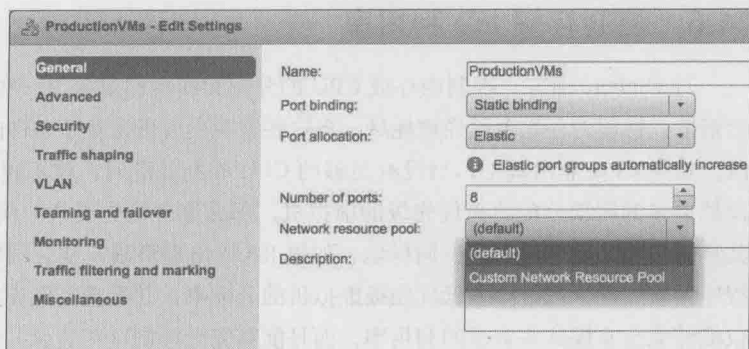 ProductionVMs - Edit Settings
General
Advanced
Security
Traffic shaping
VLAN
Teaming and failover
Monitoring
Traffic filtering and marking
Miscellaneous
Name: ProductionVMs
Port binding: Static binding
Port allocation: Elastic
Elastic port groups automatically increase
Number of ports: 8
Network resource pool: (default)
(default)
Custom Network Resource Pool
Description: